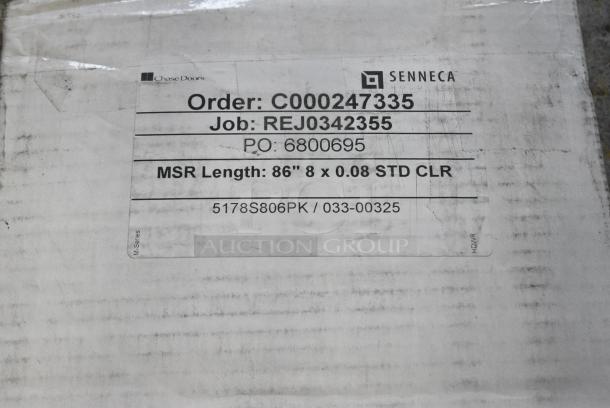 Chase Doors
SENNECA
Order: C000247335
Job: REJ0342355
P.O: 6800695
MSR Length: 86" 8 x 0.08 STD CLR
5178S806PK / 033-00325
AUCTION GROUP
M-Series